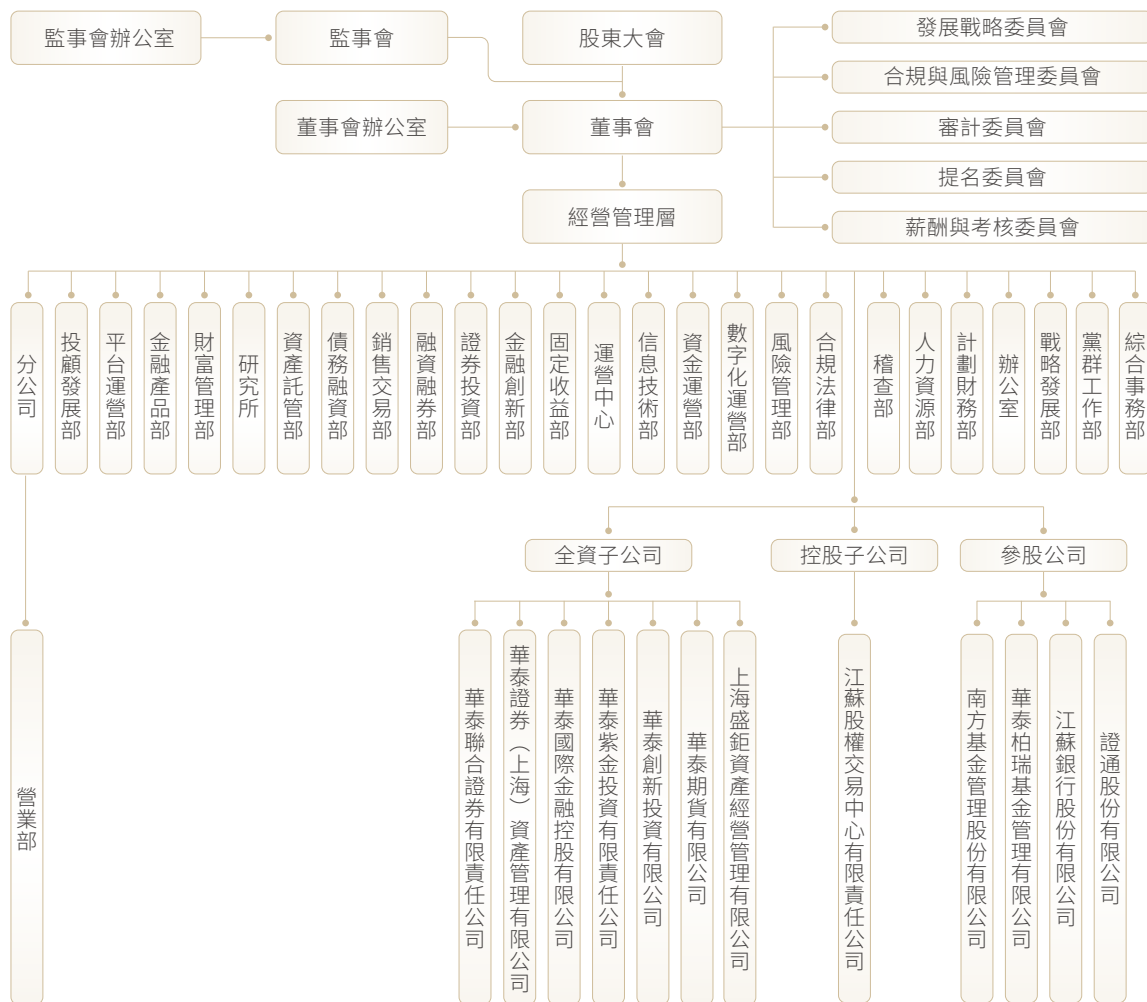 監事會辦公室
監事會
股東大會
發展戰略委員會
合規與風險管理委員會
董事會辦公室
董事會
審計委員會
提名委員會
經營管理層
薪酬與考核委員會
分公司
投顧發展部
平台運營部
金融產品部
財富管理部
研究所
資產託管部
債務融資部
銷售交易部
融資融券部
證券投資部
金融創新部
固定收益部
運營中心
信息技術部
資金運營部
數字化運營部
風險管理部
合規法律部
稽查部
人力資源部
計劃財務部
辦公室
戰略發展部
黨群工作部
綜合事務部
全資子公司
控股子公司
參股公司
營業部
華泰聯合證券有限責任公司
華泰證券（上海）資產管理有限公司
華泰國際金融控股有限公司
華泰紫金投資有限責任公司
華泰創新投資有限公司
華泰期貨有限公司
上海盛鉅資產經營管理有限公司
江蘇股權交易中心有限責任公司
南方基金管理股份有限公司
華泰柏瑞基金管理有限公司
江蘇銀行股份有限公司
證通股份有限公司